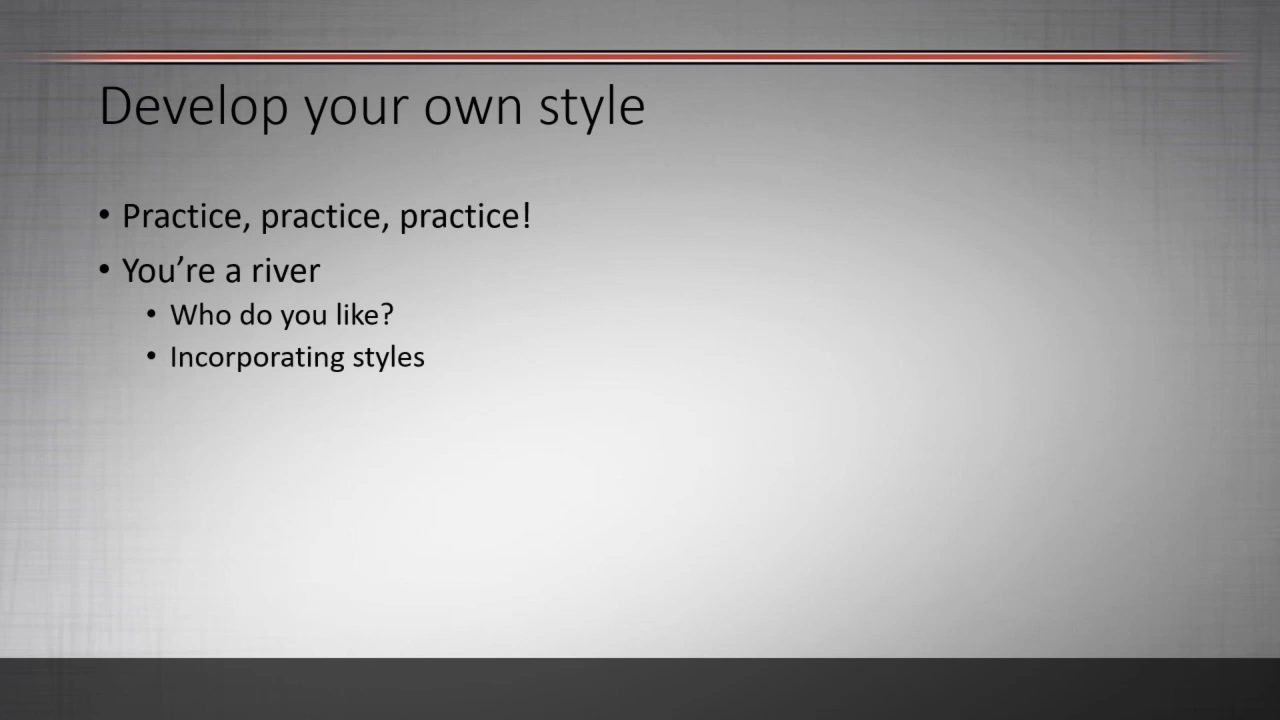 Develop your own style
• Practice, practice, practice!
• You’re a river
• Who do you like?
• Incorporating styles